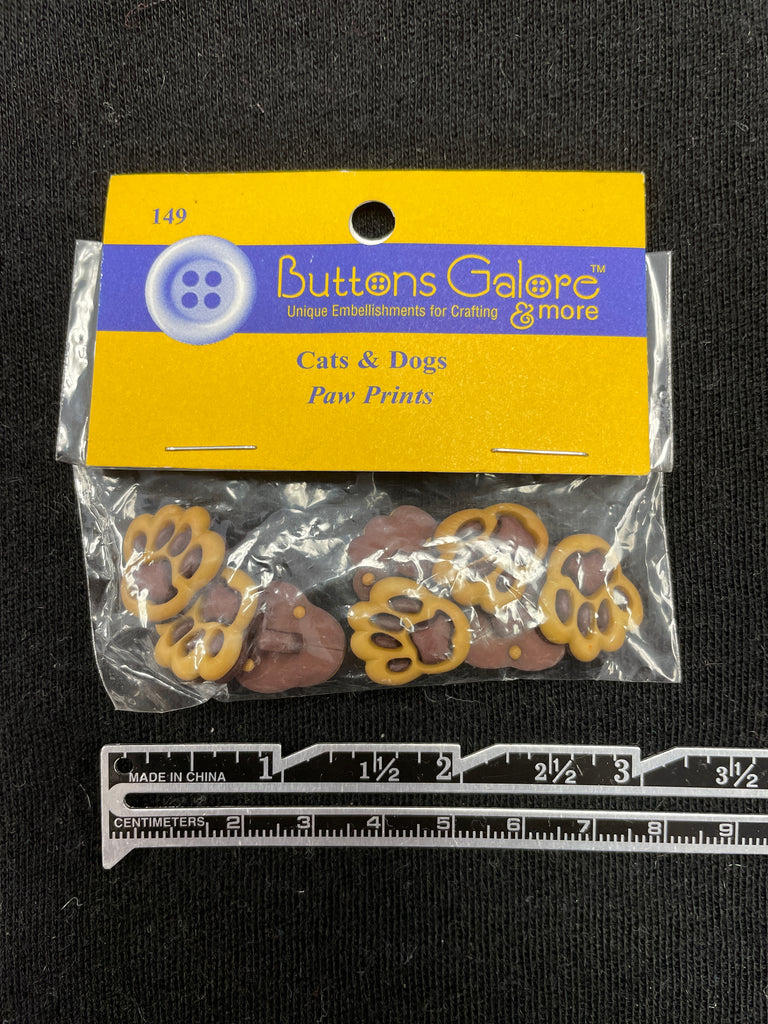 149
Buttons Galore™
Unique Embellishments for Crafting & more
Cats & Dogs
Paw Prints
1 1½ 2 2½ 3 3½
MADE IN CHINA
CENTIMETERS 2 3 4 5 6 7 8 9